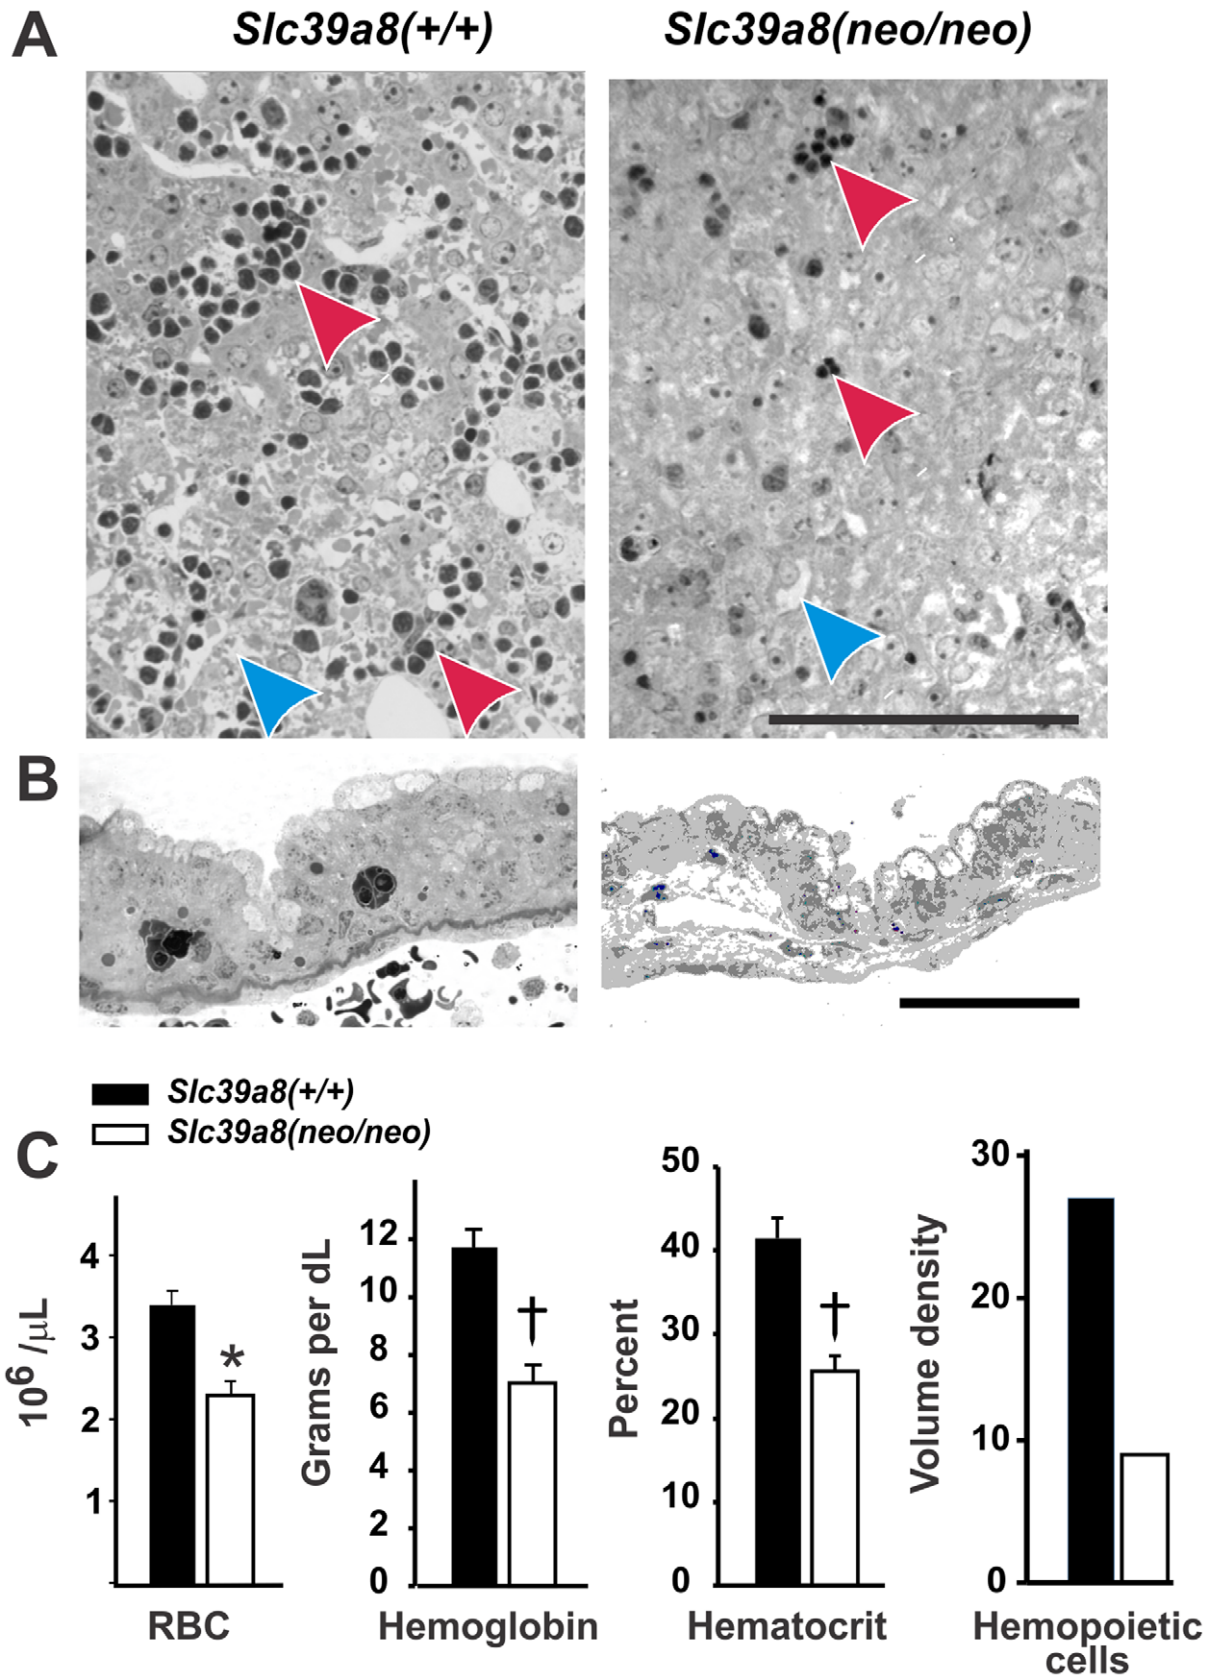 A
Slc39a8(+/+)
Slc39a8(neo/neo)
B
Slc39a8(+/+)
Slc39a8(neo/neo)
C
4
3
2
1
10⁶ /μL
*
RBC
12
10
8
6
4
2
0
Grams per dL
†
Hemoglobin
50
40
30
20
10
0
Percent
†
Hematocrit
30
20
10
0
Volume density
Hemopoietic
cells